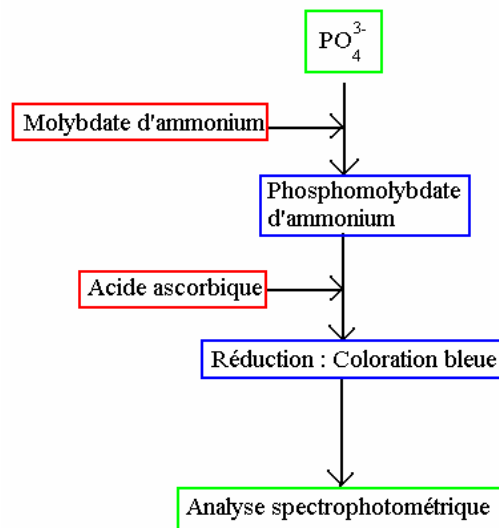 PO₄³⁻
Molybdate d'ammonium
Phosphomolybdate
d'ammonium
Acide ascorbique
Réduction : Coloration bleue
Analyse spectrophotométrique